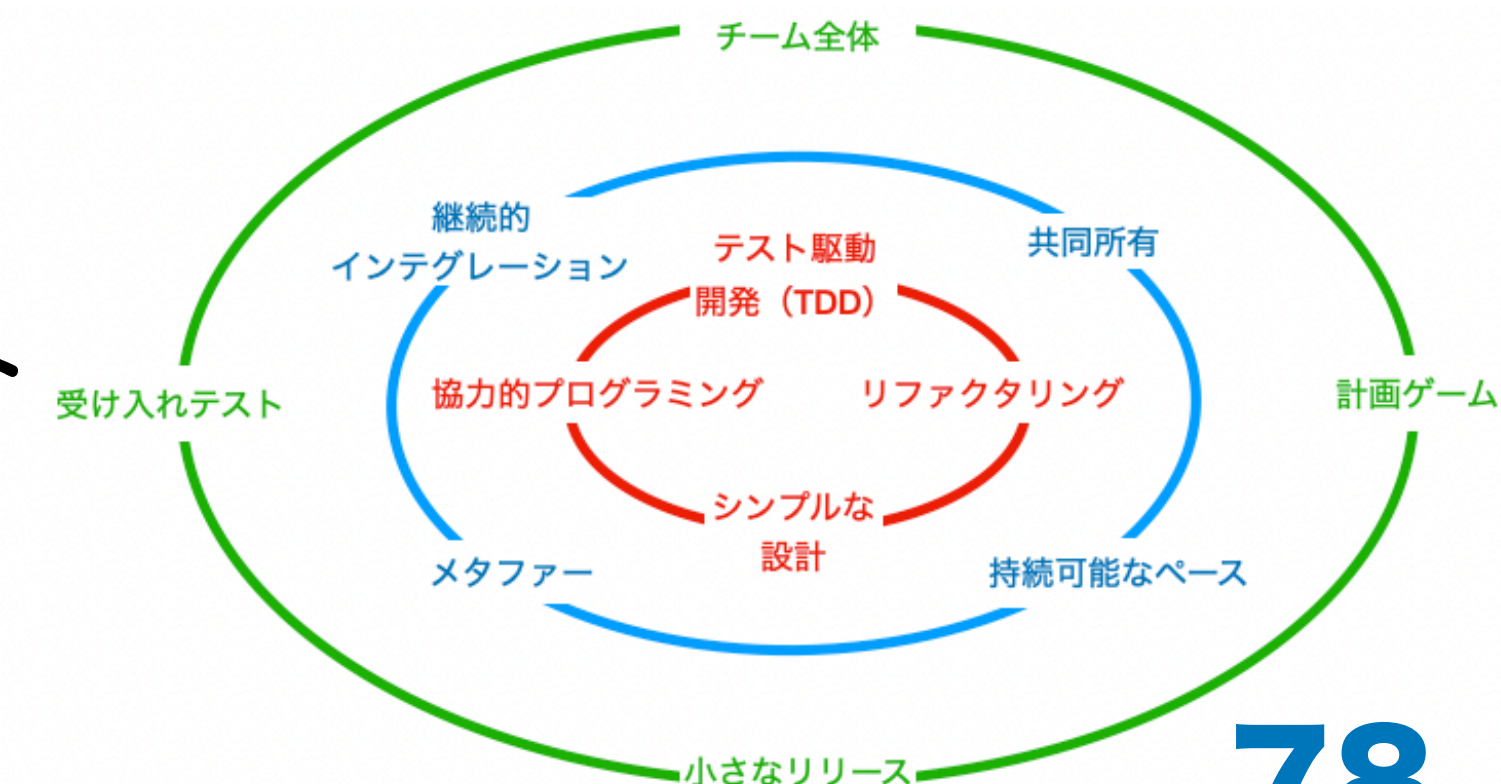 チーム全体
継続的
インテグレーション
共同所有
テスト駆動
開発（TDD）
受け入れテスト
協力的プログラミング
リファクタリング
計画ゲーム
シンプルな
設計
メタファー
持続可能なペース
小さなリリース
78